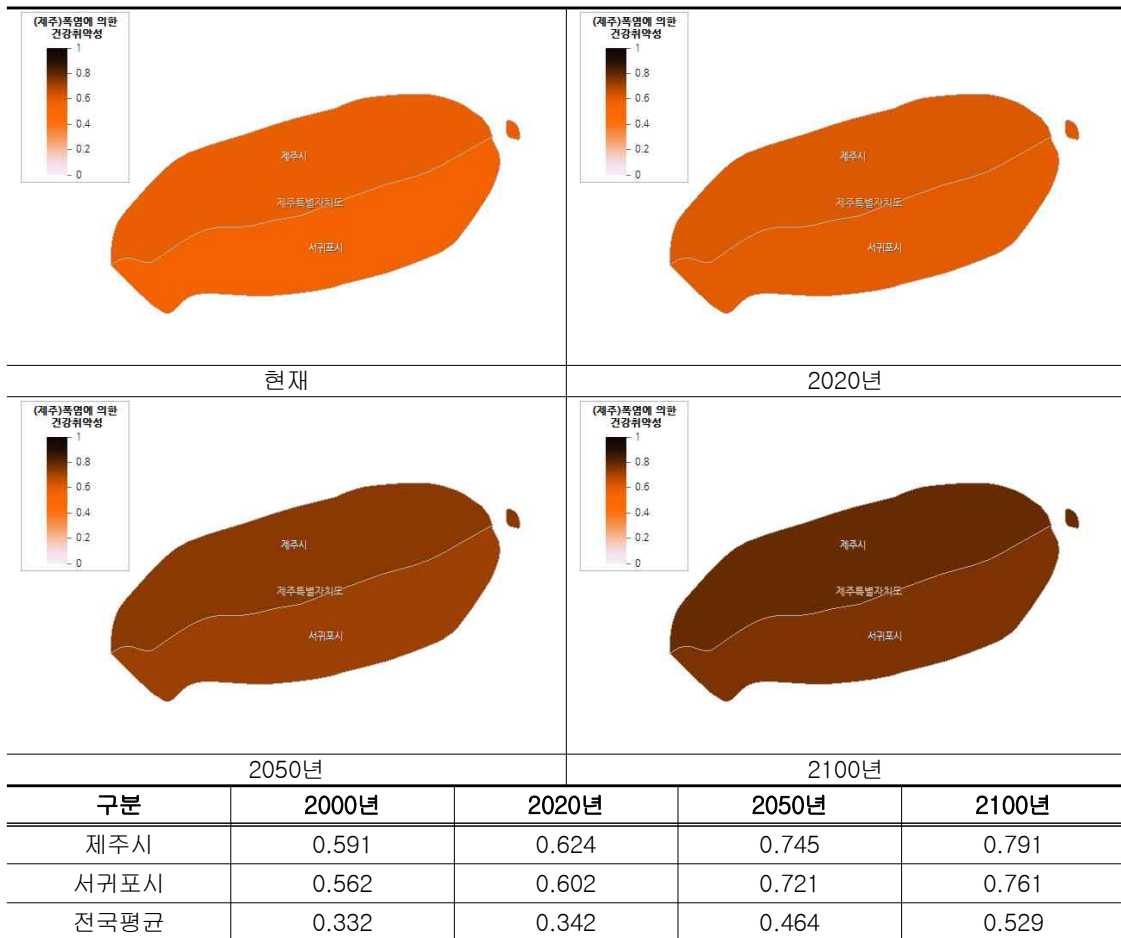 (제주)폭염에 의한
건강취약성
1
0.8
0.6
0.4
0.2
0
제주시
제주특별자치도
서귀포시
(제주)폭염에 의한
건강취약성
1
0.8
0.6
0.4
0.2
0
제주시
제주특별자치도
서귀포시
현재 2020년
(제주)폭염에 의한
건강취약성
1
0.8
0.6
0.4
0.2
0
제주시
제주특별자치도
서귀포시
(제주)폭염에 의한
건강취약성
1
0.8
0.6
0.4
0.2
0
제주시
제주특별자치도
서귀포시
2050년 2100년
구분 2000년 2020년 2050년 2100년
제주시 0.591 0.624 0.745 0.791
서귀포시 0.562 0.602 0.721 0.761
전국평균 0.332 0.342 0.464 0.529